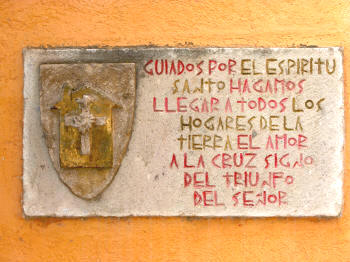 GUIADOS POR EL ESPIRITU
SANTO HAGAMOS
LLEGAR A TODOS LOS
HOGARES DE LA
TIERRA EL AMOR
A LA CRUZ SIGNO
DEL TRIUNFO
DEL SEÑOR